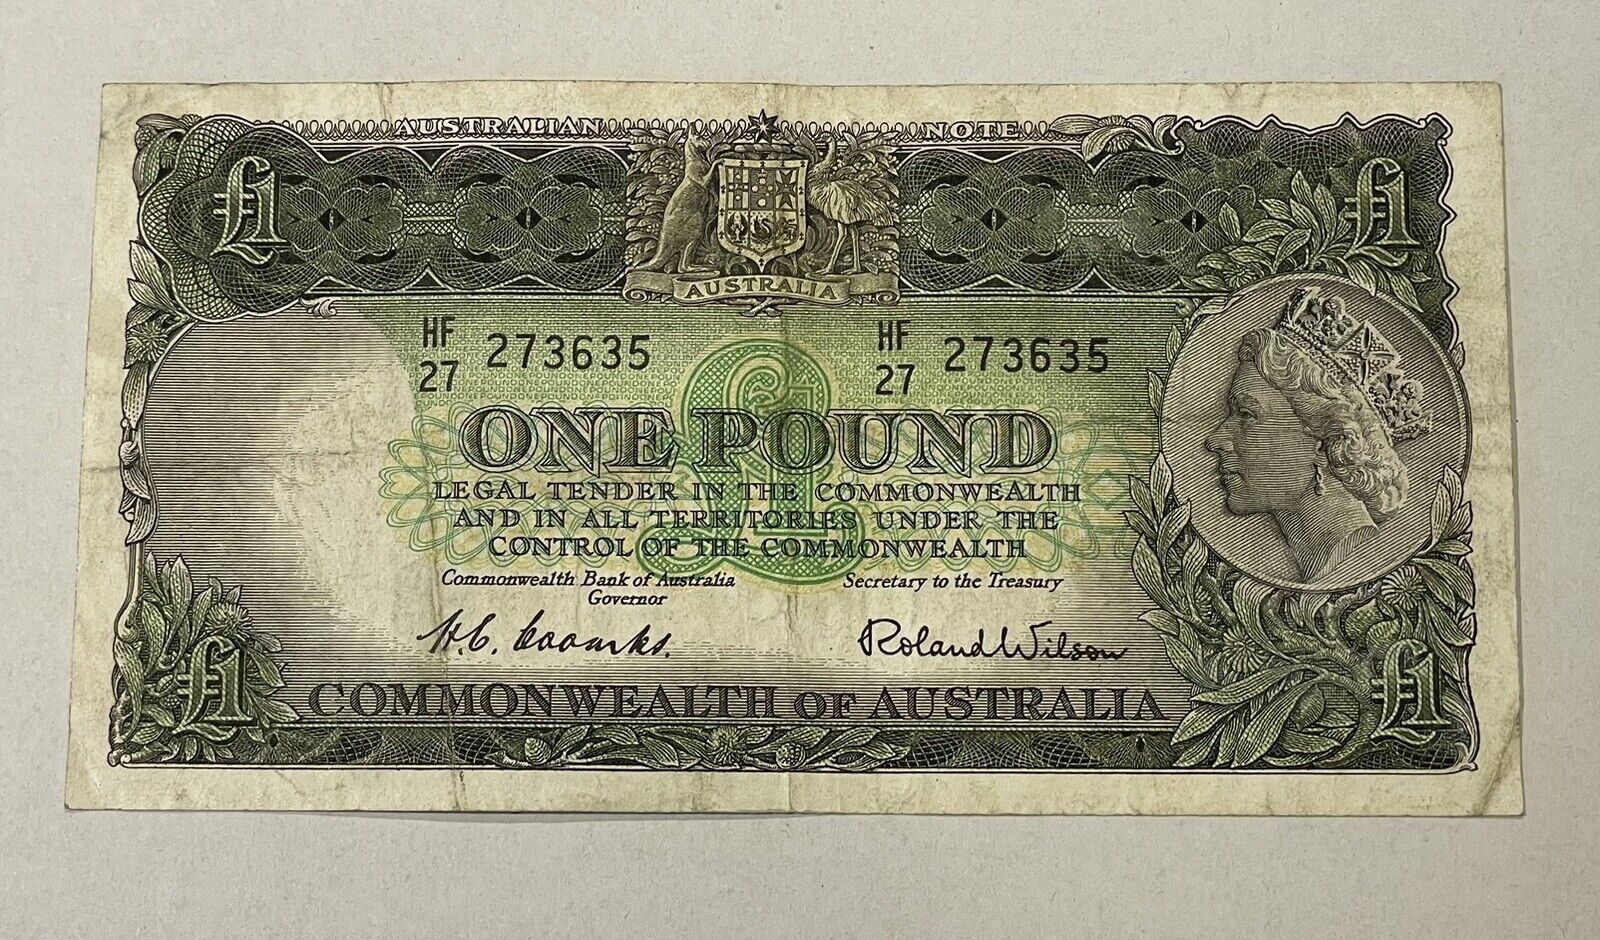 AUSTRALIAN NOTE
£1 £1
AUSTRALIA
HF 27 273635 HF 27 273635
£
ONE POUND
LEGAL TENDER IN THE COMMONWEALTH
AND IN ALL TERRITORIES UNDER THE
CONTROL OF THE COMMONWEALTH
Commonwealth Bank of Australia Secretary to the Treasury
Governor
H.C. Coombs. Roland Wilson
£1 £1
COMMONWEALTH OF AUSTRALIA